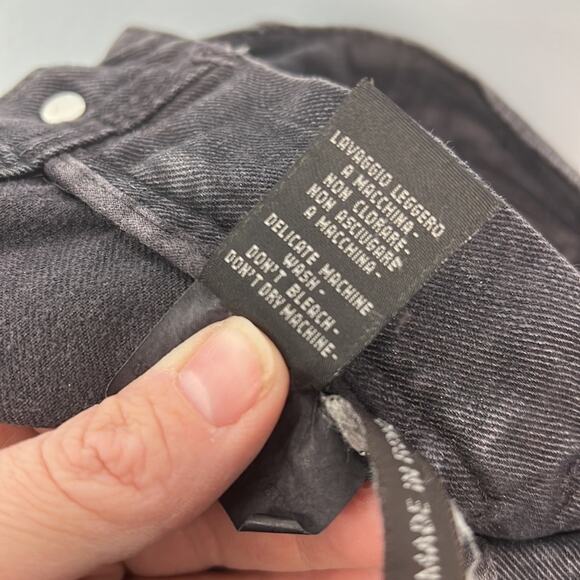 LAVAGGIO LEGGERO
A MACCHINA-
NON CLORARE-
NON ASCIUGARE
A MACCHINA-
DELICATE MACHINE
WASH-
DON'T BLEACH-
DON'T DRY MACHINE-
MADE IN